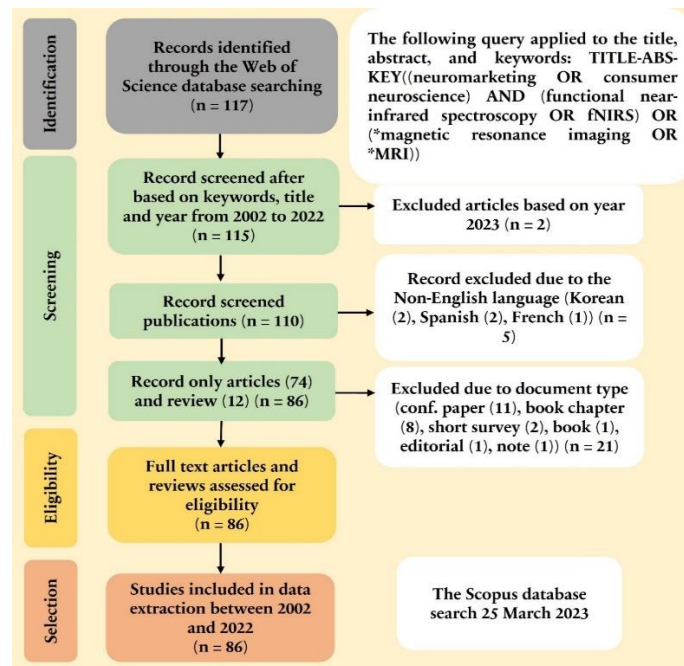 Identification
Records identified
through the Web of
Science database searching
(n = 117)
The following query applied to the title,
abstract, and keywords: TITLE-ABS-
KEY((neuromarketing OR consumer
neuroscience) AND (functional near-
infrared spectroscopy OR fNIRS) OR
(*magnetic resonance imaging OR
*MRI))
Screening
Record screened after
based on keywords, title
and year from 2002 to 2022
(n = 115)
Excluded articles based on year
2023 (n = 2)
Record screened
publications (n = 110)
Record excluded due to the
Non-English language (Korean
(2), Spanish (2), French (1)) (n =
5)
Record only articles (74)
and review (12) (n = 86)
Excluded due to document type
(conf. paper (11), book chapter
(8), short survey (2), book (1),
editorial (1), note (1)) (n = 21)
Eligibility
Full text articles and
reviews assessed for
eligibility
(n = 86)
Selection
Studies included in data
extraction between 2002
and 2022
(n = 86)
The Scopus database
search 25 March 2023